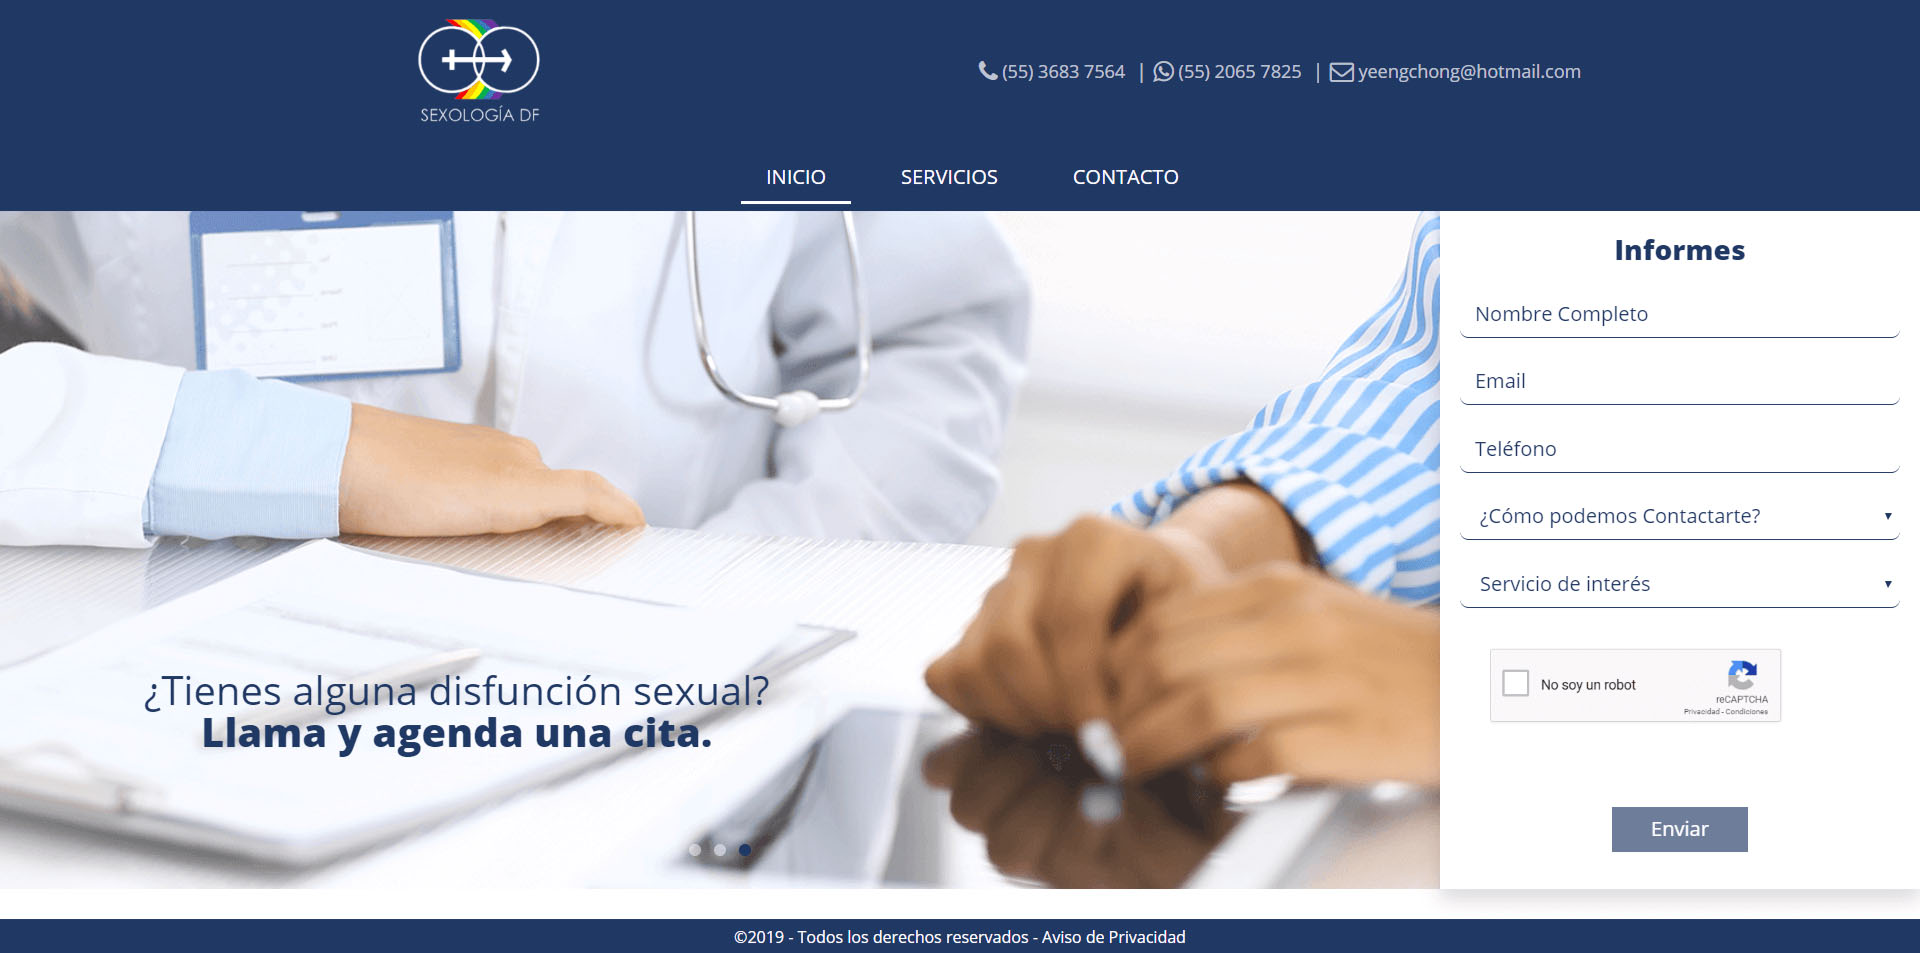 SEXOLOGÍA DF
(55) 3683 7564 | (55) 2065 7825 | yeengchong@hotmail.com
INICIO SERVICIOS CONTACTO
Informes
Nombre Completo
Email
Teléfono
¿Cómo podemos Contactarte?
Servicio de interés
No soy un robot
reCAPTCHA
Privacidad - Condiciones
¿Tienes alguna disfunción sexual?
Llama y agenda una cita.
Enviar
©2019 - Todos los derechos reservados - Aviso de Privacidad